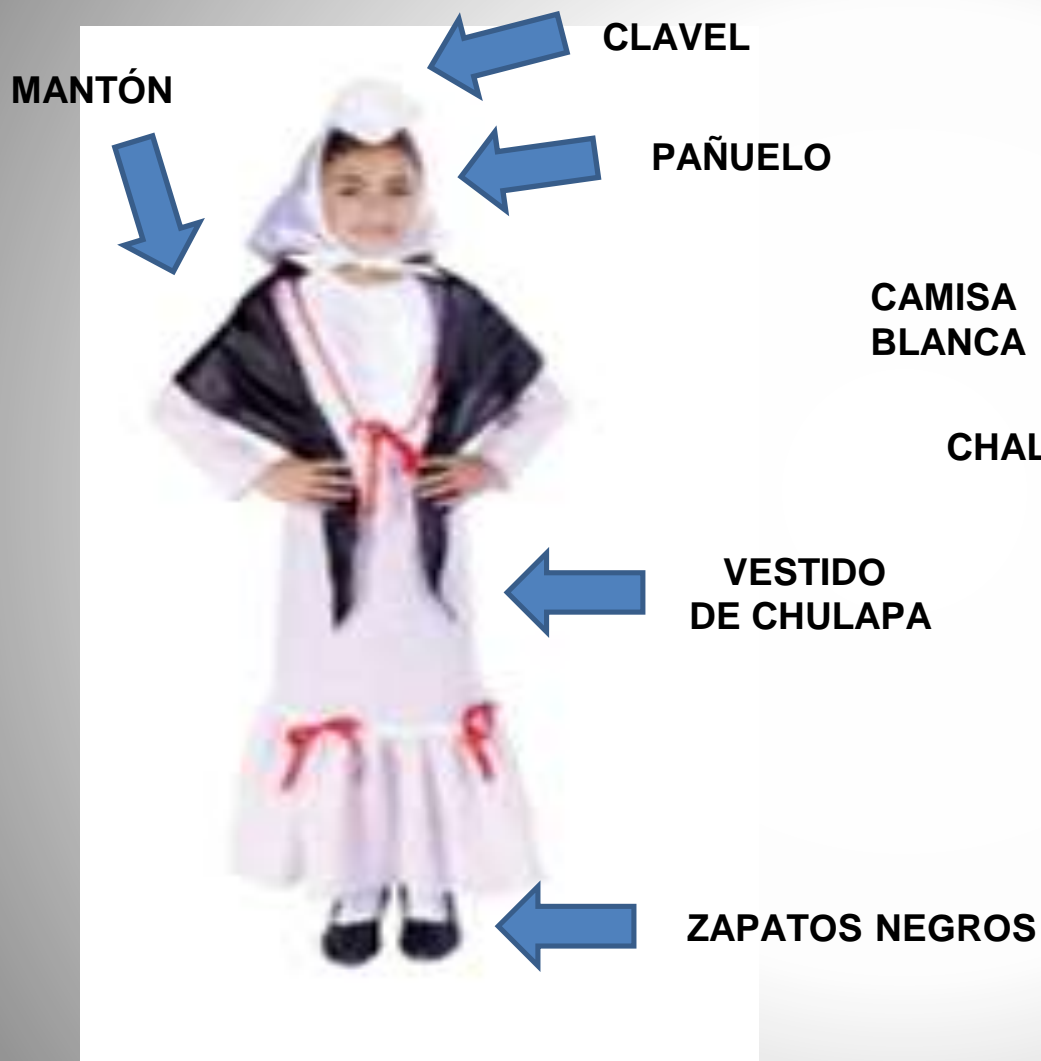 CLAVEL
MANTÓN
PAÑUELO
CAMISA
BLANCA
CHAL
VESTIDO
DE CHULAPA
ZAPATOS NEGROS